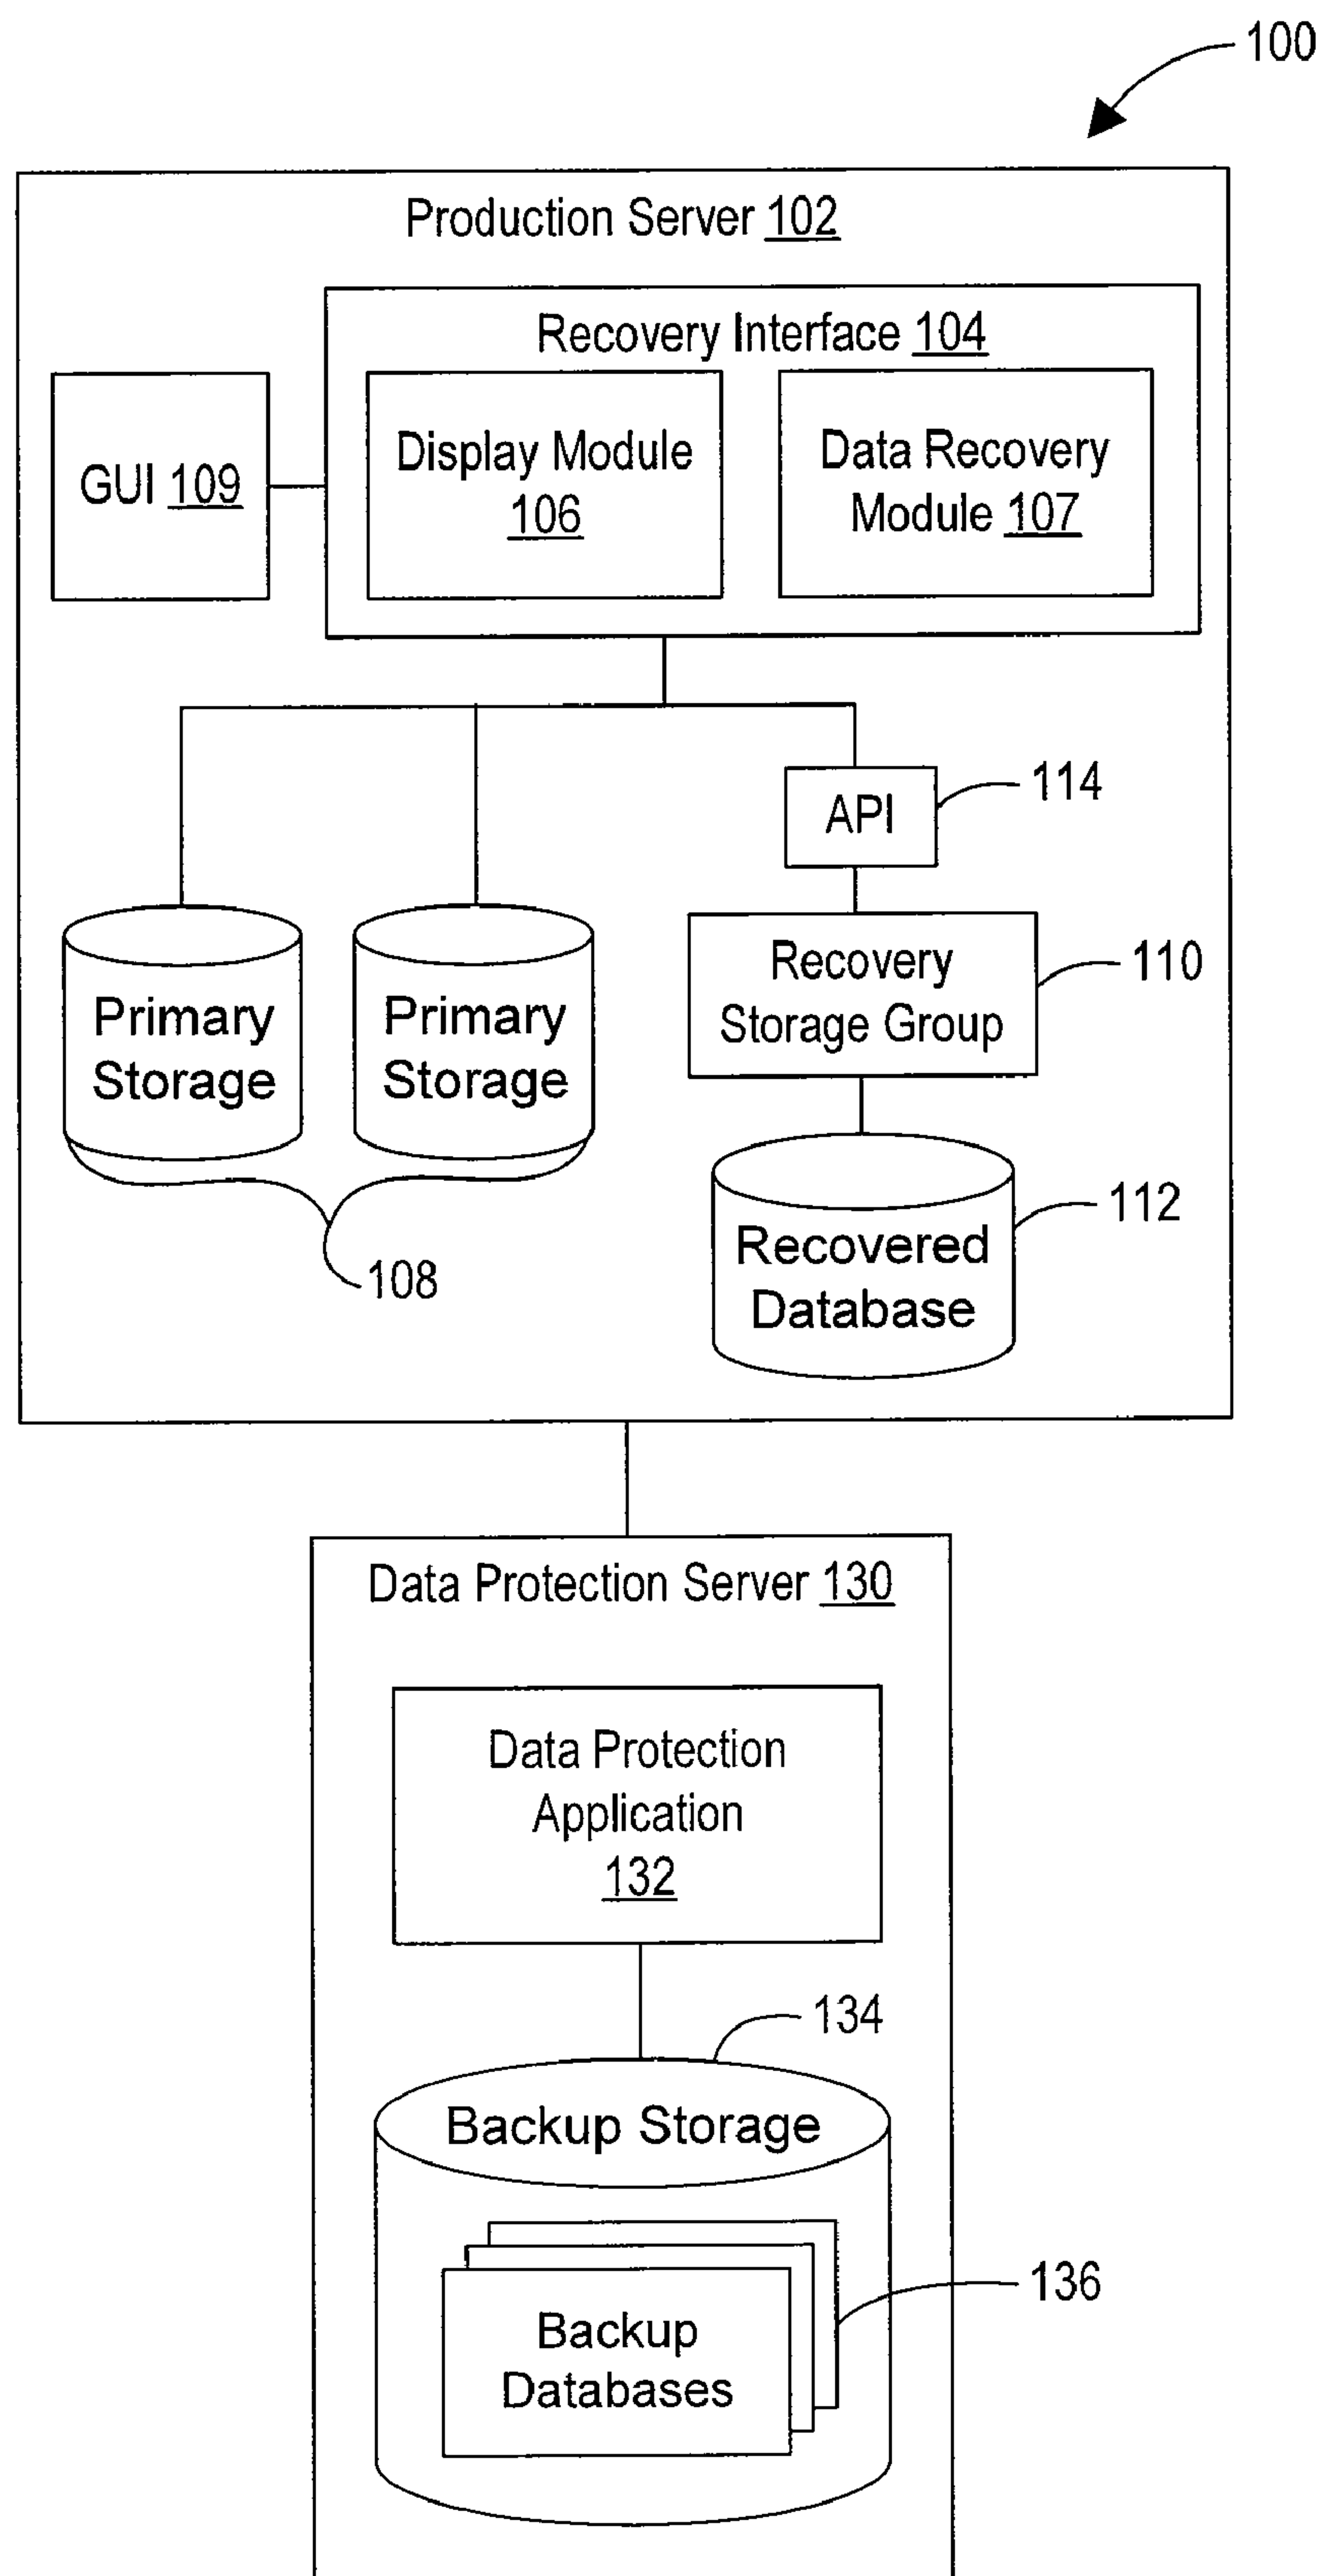 100
Production Server 102
Recovery Interface 104
GUI 109
Display Module
106
Data Recovery
Module 107
API
114
Primary
Storage
Primary
Storage
108
Recovery
Storage Group
110
Recovered
Database
112
Data Protection Server 130
Data Protection
Application
132
134
Backup Storage
136
Backup
Databases